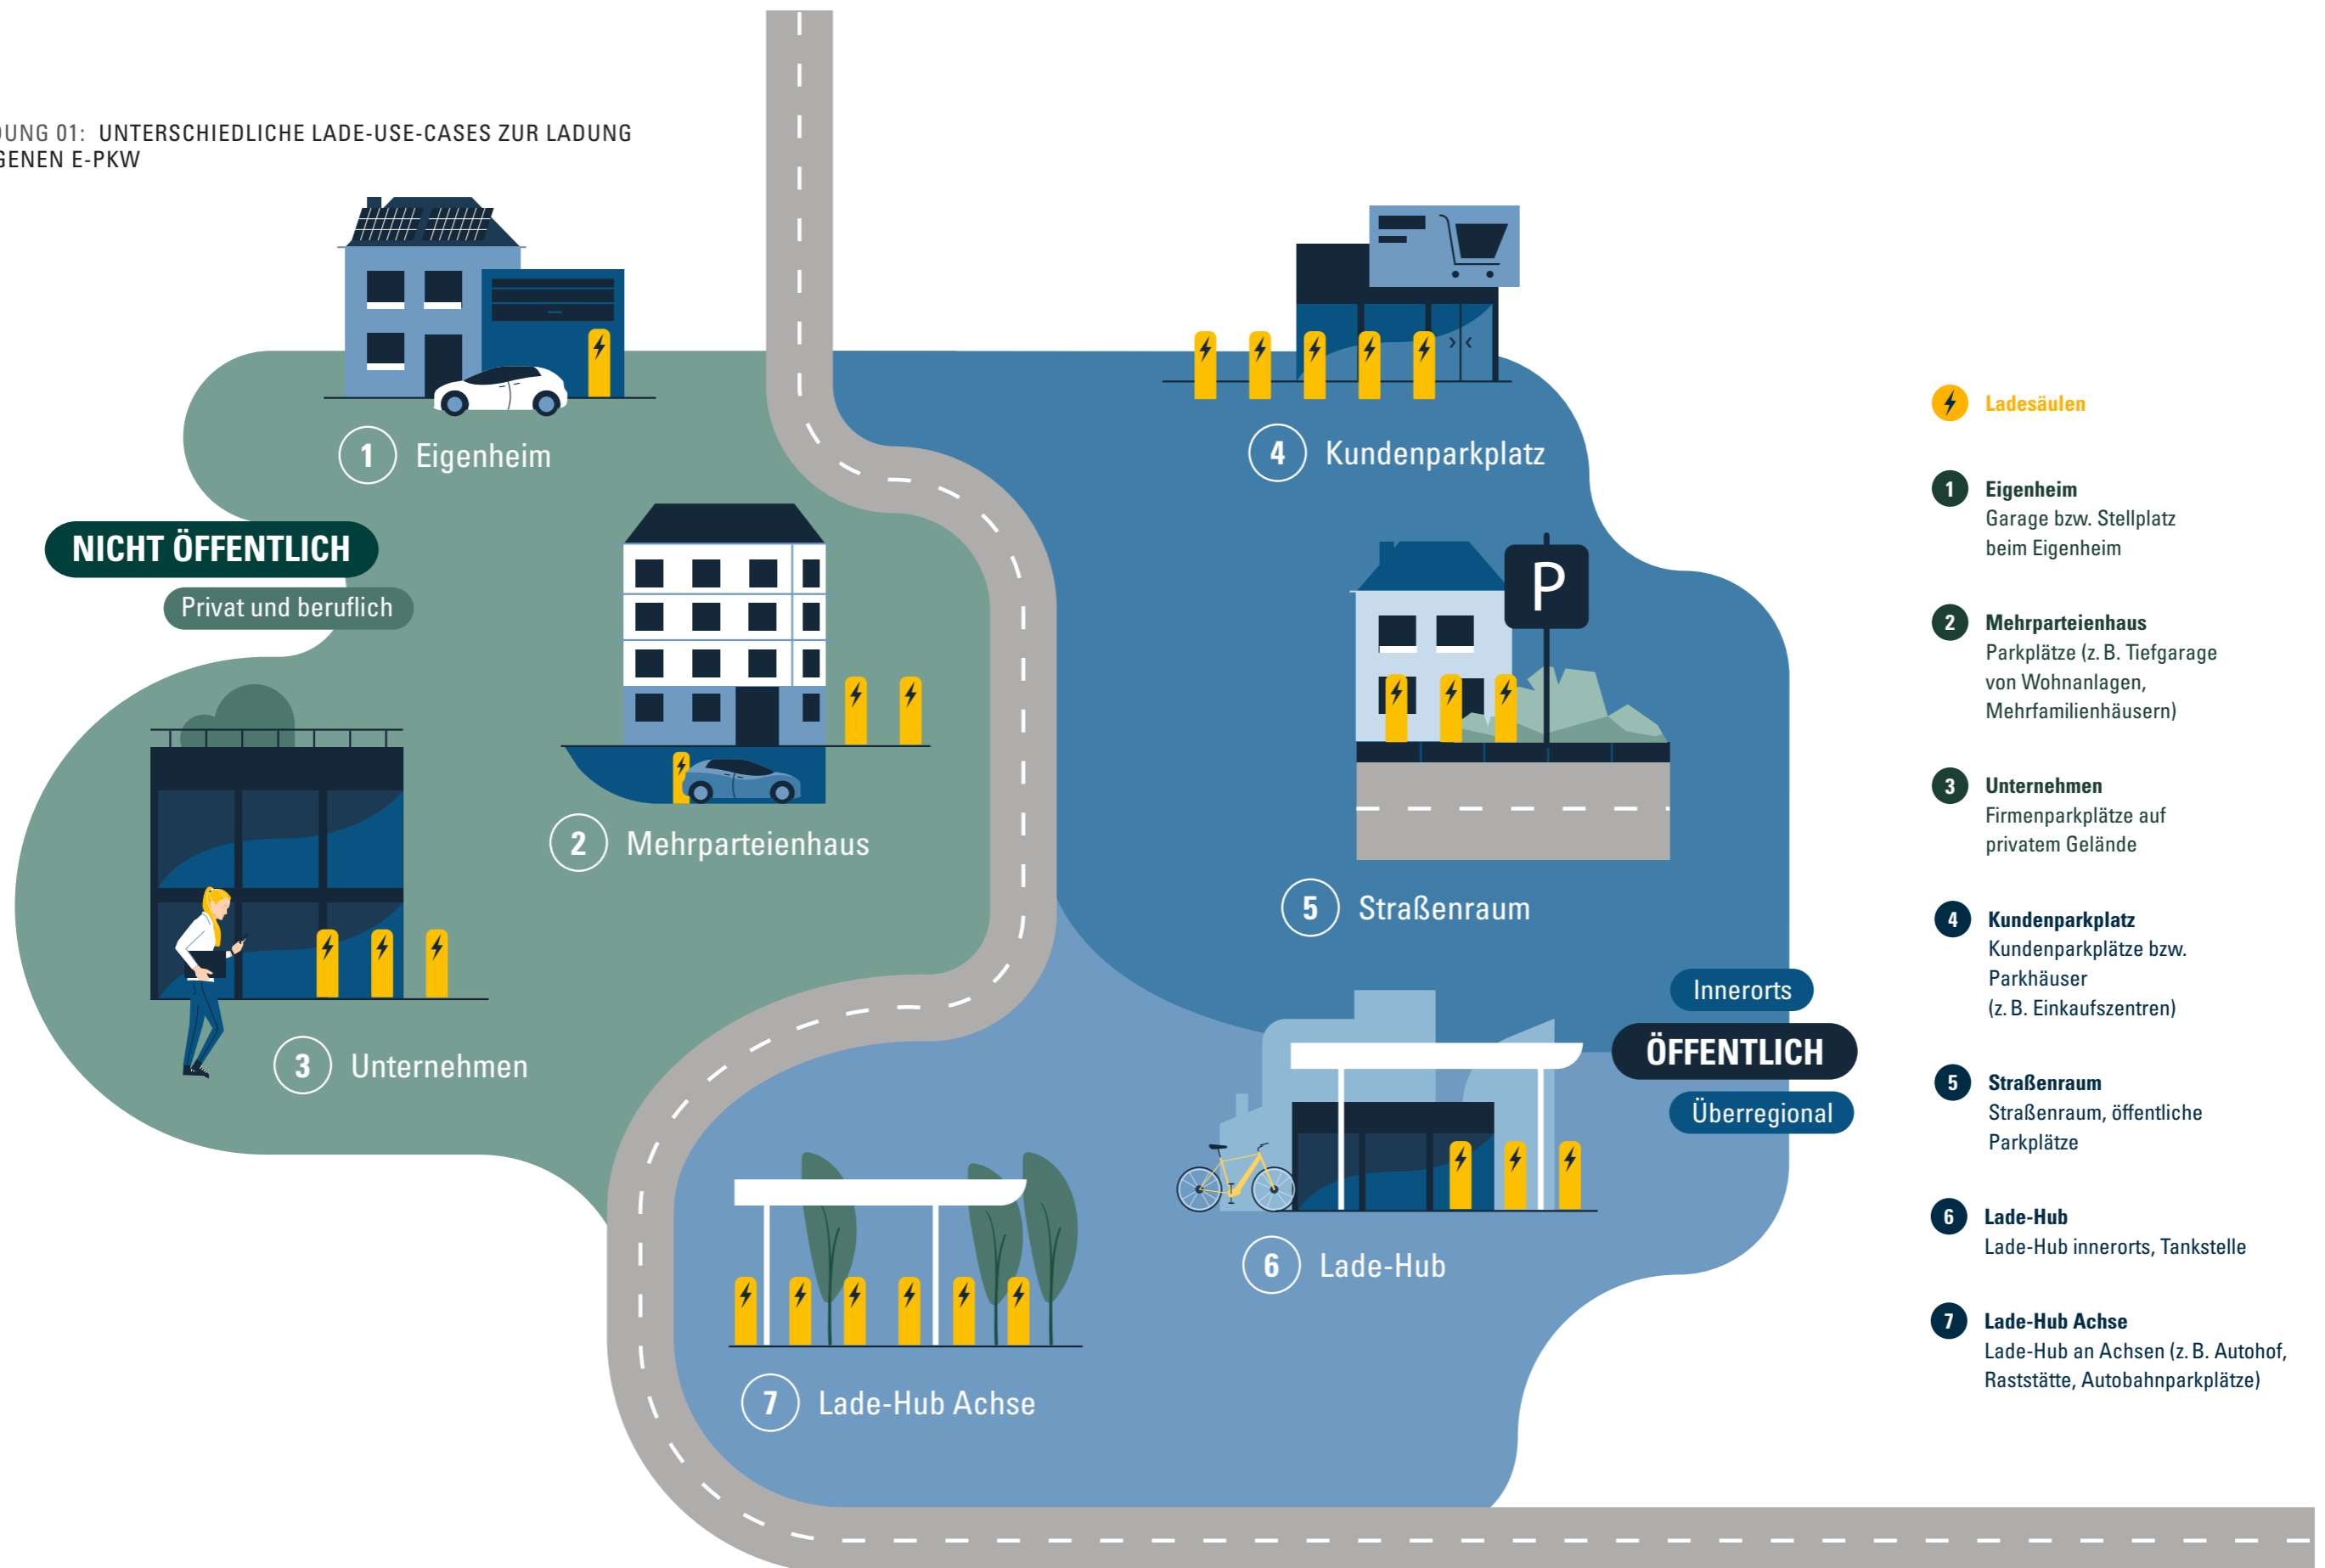 UNTERSCHIEDLICHE LADE-USE-CASES ZUR LADUNG
E-PKW
1 Eigenheim
4 Kundenparkplatz
NICHT ÖFFENTLICH
Privat und beruflich
P
2 Mehrparteienhaus
5 Straßenraum
3 Unternehmen
Innerorts
ÖFFENTLICH
Überregional
6 Lade-Hub
7 Lade-Hub Achse
Ladesäulen
1 Eigenheim
Garage bzw. Stellplatz
beim Eigenheim
2 Mehrparteienhaus
Parkplätze (z. B. Tiefgarage
von Wohnanlagen,
Mehrfamilienhäusern)
3 Unternehmen
Firmenparkplätze auf
privatem Gelände
4 Kundenparkplatz
Kundenparkplätze bzw.
Parkhäuser
(z. B. Einkaufszentren)
5 Straßenraum
Straßenraum, öffentliche
Parkplätze
6 Lade-Hub
Lade-Hub innerorts, Tankstelle
7 Lade-Hub Achse
Lade-Hub an Achsen (z. B. Autohof,
Raststätte, Autobahnparkplätze)